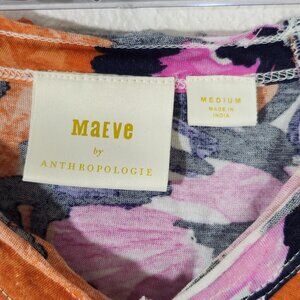 MaEve
by
ANTHROPOLOGIE
MEDIUM
MADE IN
INDIA